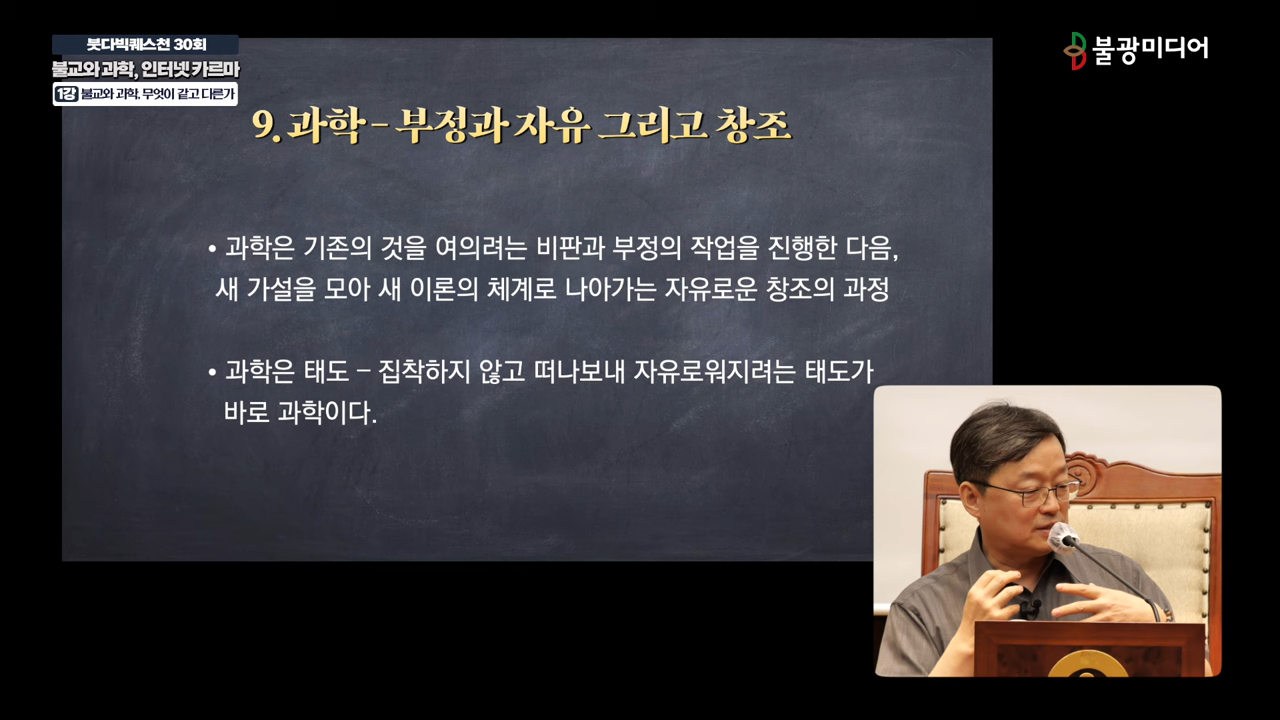 붓다빅퀘스천 30회
불교와 과학, 인터넷 카르마
1강 불교와 과학, 무엇이 같고 다른가
불광미디어
9. 과학 – 부정과 자유 그리고 창조
• 과학은 기존의 것을 여의려는 비판과 부정의 작업을 진행한 다음,
새 가설을 모아 새 이론의 체계로 나아가는 자유로운 창조의 과정
• 과학은 태도 – 집착하지 않고 떠나보내 자유로워지려는 태도가
바로 과학이다.